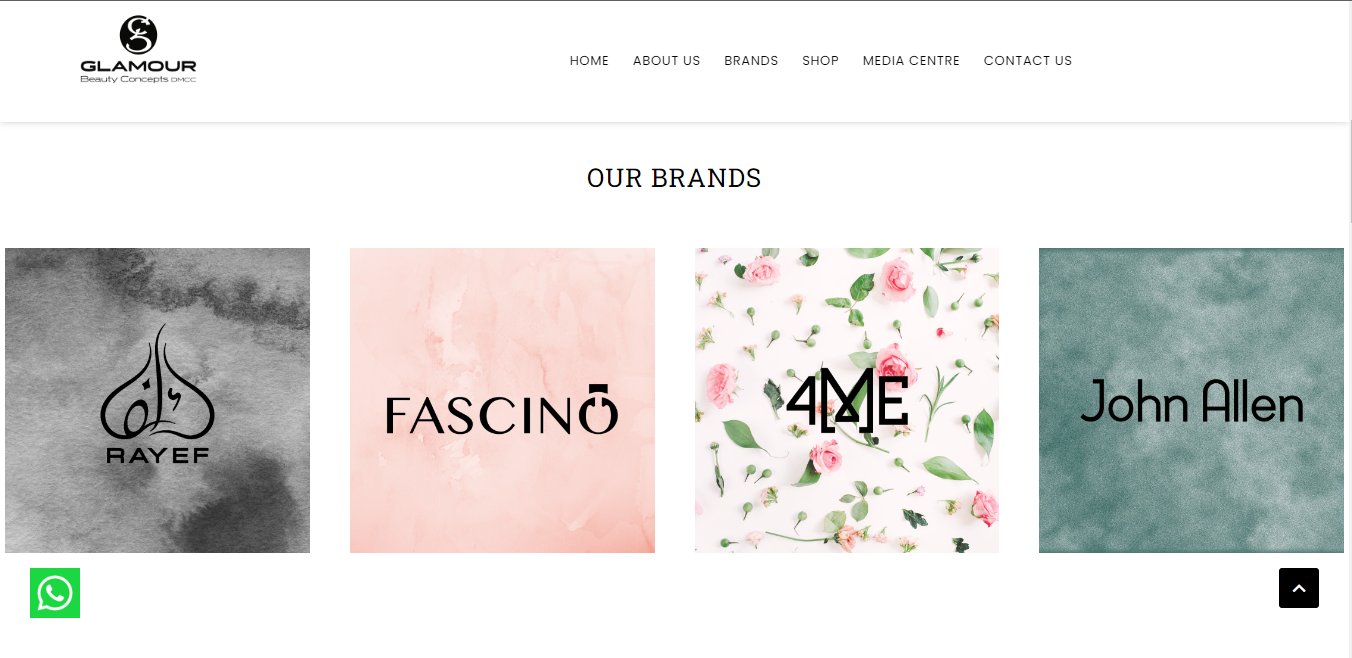 GLAMOUR
Beauty Concepts DMCC
HOME ABOUT US BRANDS SHOP MEDIA CENTRE CONTACT US
OUR BRANDS
RAYEF
FASCINO
4ME
John Allen